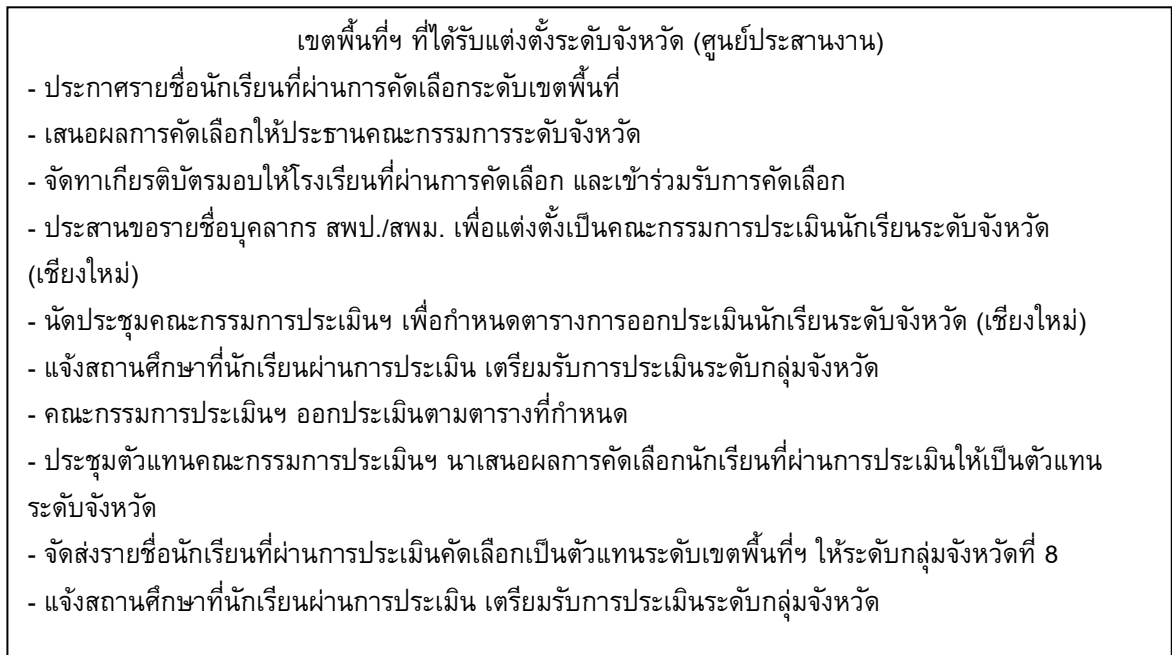 เขตพื้นที่ฯ ที่ได้รับแต่งตั้งระดับจังหวัด (ศูนย์ประสานงาน)
- ประกาศรายชื่อนักเรียนที่ผ่านการคัดเลือกระดับเขตพื้นที่
- เสนอผลการคัดเลือกให้ประธานคณะกรรมการระดับจังหวัด
- จัดทาเกียรติบัตรมอบให้โรงเรียนที่ผ่านการคัดเลือก และเข้าร่วมรับการคัดเลือก
- ประสานขอรายชื่อบุคลากร สพป./สพม. เพื่อแต่งตั้งเป็นคณะกรรมการประเมินนักเรียนระดับจังหวัด
(เชียงใหม่)
- นัดประชุมคณะกรรมการประเมินฯ เพื่อกำหนดตารางการออกประเมินนักเรียนระดับจังหวัด (เชียงใหม่)
- แจ้งสถานศึกษาที่นักเรียนผ่านการประเมิน เตรียมรับการประเมินระดับกลุ่มจังหวัด
- คณะกรรมการประเมินฯ ออกประเมินตามตารางที่กำหนด
- ประชุมตัวแทนคณะกรรมการประเมินฯ นาเสนอผลการคัดเลือกนักเรียนที่ผ่านการประเมินให้เป็นตัวแทน
ระดับจังหวัด
- จัดส่งรายชื่อนักเรียนที่ผ่านการประเมินคัดเลือกเป็นตัวแทนระดับเขตพื้นที่ฯ ให้ระดับกลุ่มจังหวัดที่ 8
- แจ้งสถานศึกษาที่นักเรียนผ่านการประเมิน เตรียมรับการประเมินระดับกลุ่มจังหวัด